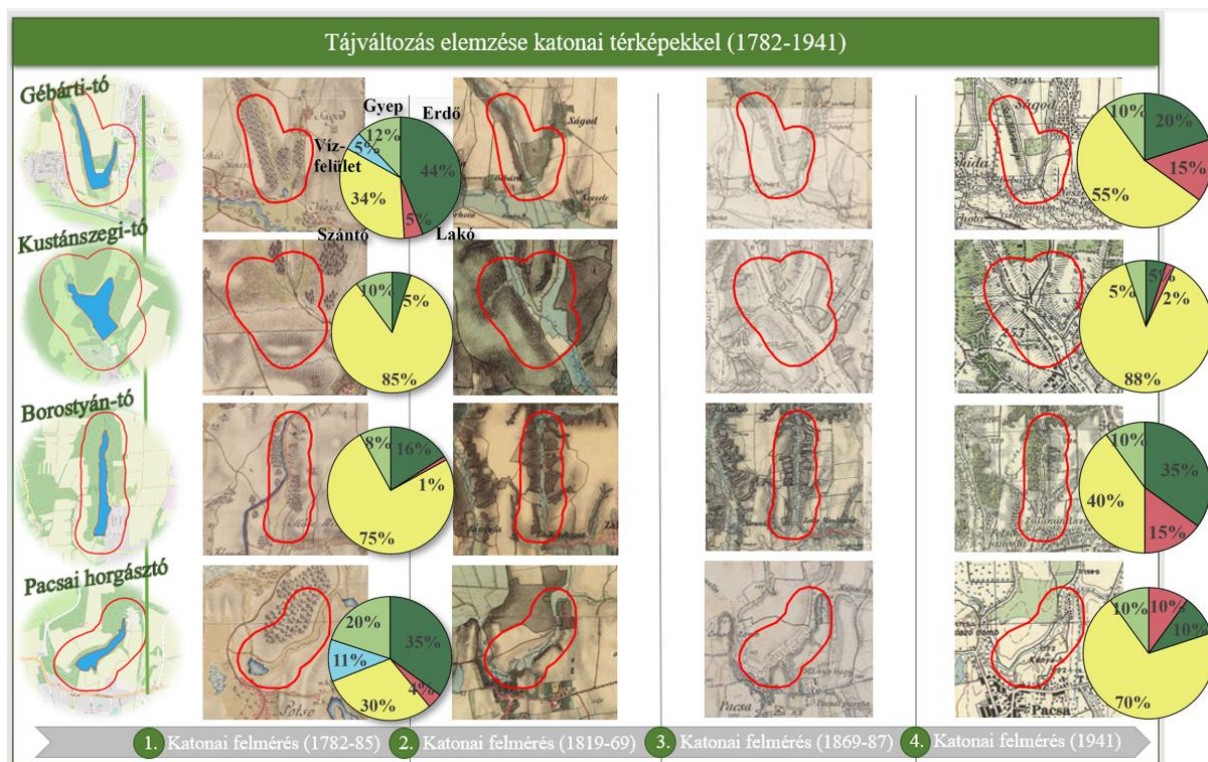 Tájváltozás elemzése katonai térképekkel (1782-1941)
Gébárti-tó
Gyep
Erdő
12%
Víz-
5%
felület
44%
34%
5%
Szántó
Lakó
Ságod
10%
20%
15%
55%
Kustánszegi-tó
10%
5%
85%
5%
5%
2%
88%
Borostyán-tó
8%
16%
1%
75%
10%
35%
40%
15%
Pacsai horgásztó
20%
35%
11%
4%
30%
Pacsa
10%
10%
10%
70%
Pacsa
1. Katonai felmérés (1782-85)
2. Katonai felmérés (1819-69)
3. Katonai felmérés (1869-87)
4. Katonai felmérés (1941)